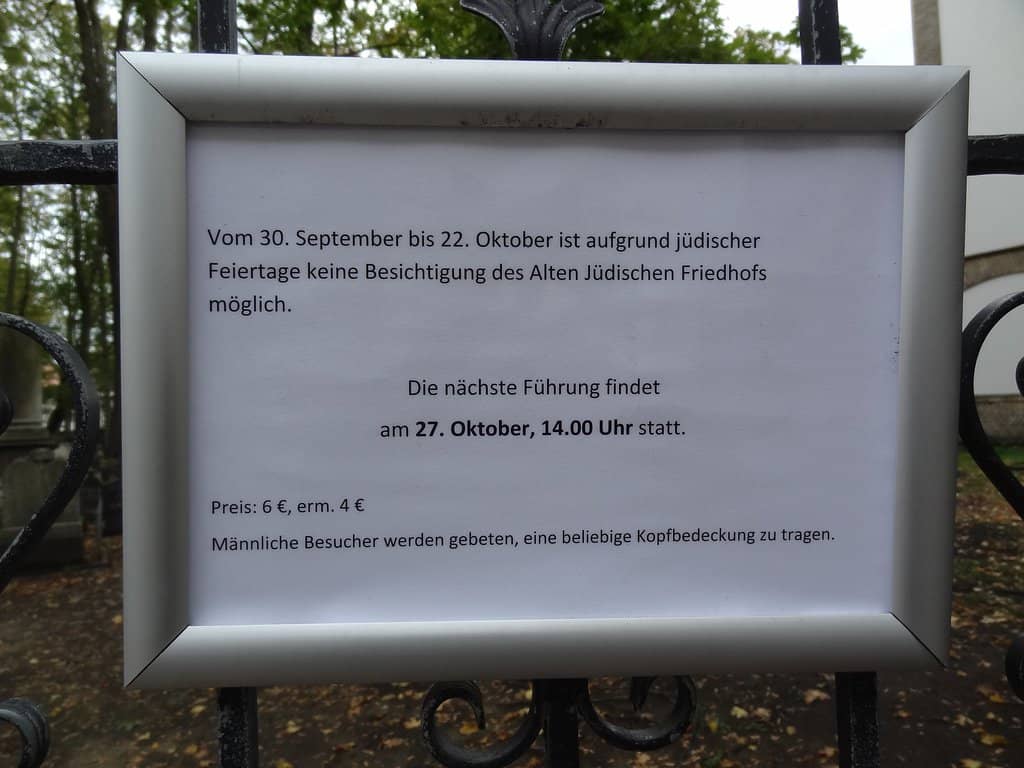 Vom 30. September bis 22. Oktober ist aufgrund jüdischer
Feiertage keine Besichtigung des Alten Jüdischen Friedhofs
möglich.
Die nächste Führung findet
am 27. Oktober, 14.00 Uhr statt.
Preis: 6 €, erm. 4 €
Männliche Besucher werden gebeten, eine beliebige Kopfbedeckung zu tragen.